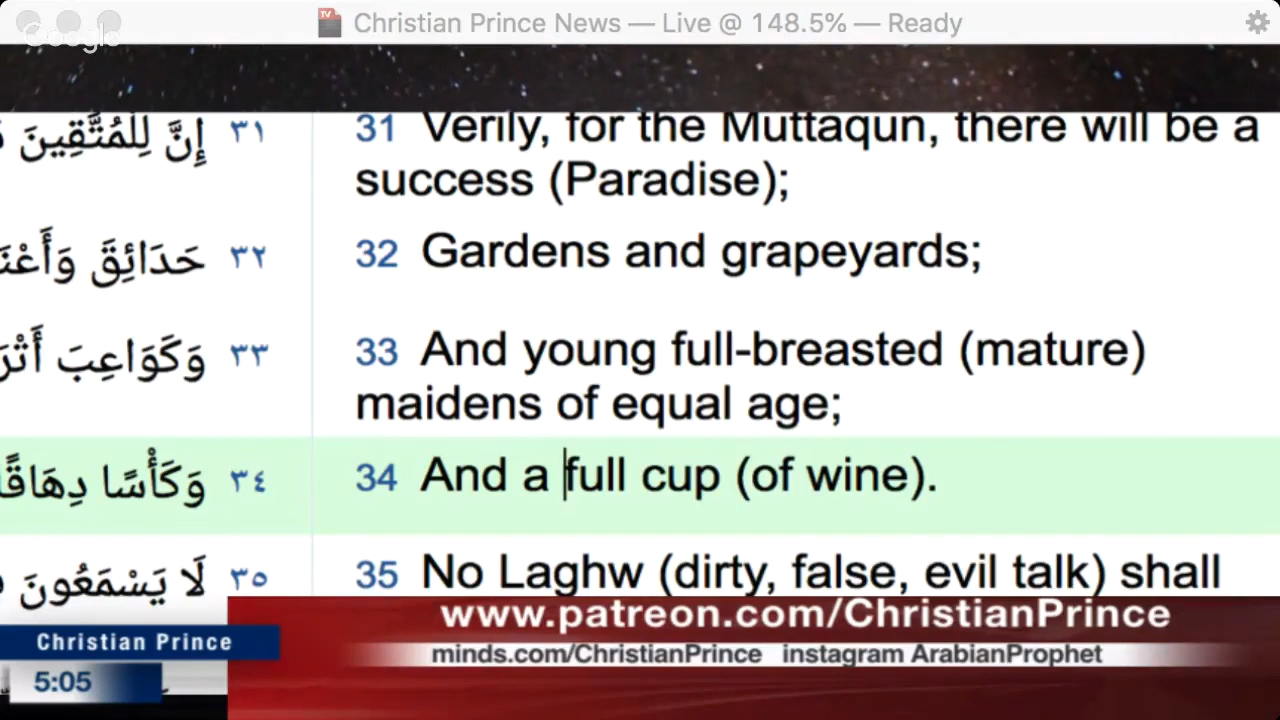 Christian Prince News — Live @ 148.5% — Ready
Google
إِنَّ لِلْمُتَّقِينَ ٣١
31 Verily, for the Muttaqun, there will be a
success (Paradise);
حَدَائِقَ ٣٢
32 Gardens and grapeyards;
وَكَوَاعِبَ ٣٣
33 And young full-breasted (mature)
maidens of equal age;
وَكَأْسًا ٣٤
34 And a full cup (of wine).
لَا يَسْمَعُونَ ٣٥
35 No Laghw (dirty, false, evil talk) shall
www.patreon.com/ChristianPrince
Christian Prince
minds.com/ChristianPrince instagram ArabianProphet
5:05